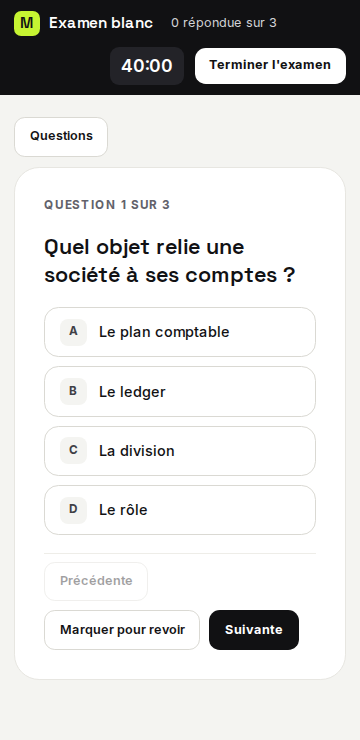 M Examen blanc 0 répondue sur 3
40:00 Terminer l'examen
Questions
QUESTION 1 SUR 3
Quel objet relie une
société à ses comptes ?
A Le plan comptable
B Le ledger
C La division
D Le rôle
Précédente
Marquer pour revoir Suivante